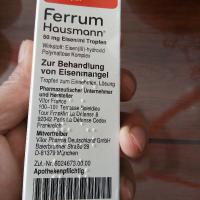 Ferrum
Hausmann®
50 mg Eisen/ml Tropfen
Wirkstoff: Eisen(III)-hydroxid
Polymaltose Komplex
Zur Behandlung
von Eisenmangel
Tropfen zum Einnehmen, Lösung
Pharmazeutischer Unternehmer
und Hersteller
Vifor France
100-101 Terrasse Boieldieu
Tour Franklin La Défense 8
92042 Paris La Défense Cedex
Frankreich
Mitvertreiber
Vifor Pharma Deutschland GmbH
Baierbrunner Straße 29
D-81379 München
Zul.-Nr. 6024673.00.00
Apothekenpflichtig